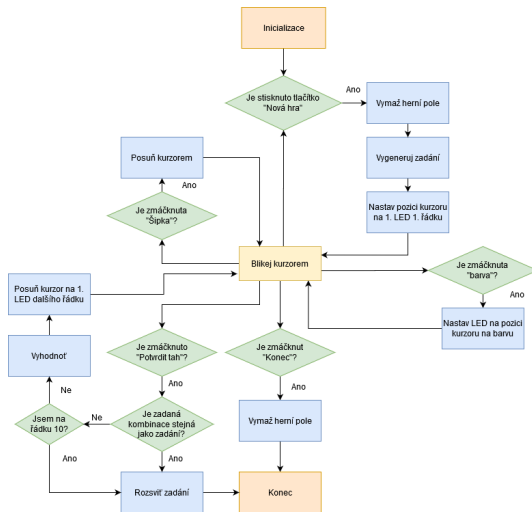 Inicializace
Je stisknuto tlačítko
"Nová hra"
Ano
Vymaž herní pole
Vygeneruj zadání
Nastav pozici kurzoru
na 1. LED 1. řádku
Posuň kurzorem
Ano
Je zmáčknuta
"Šipka"?
Blikej kurzorem
Je zmáčknuta
"barva"?
Ano
Nastav LED na pozici
kurzoru na barvu
Posuň kurzor na 1.
LED dalšího řádku
Vyhodnoť
Ne
Je zmáčknuto
"Potvrdit tah"?
Ano
Je zmáčknut
"Konec"?
Ano
Jsem na
řádku 10?
Ne
Je zadaná
kombinace stejná
jako zadání?
Vymaž herní pole
Ano
Ano
Rozsviť zadání
Konec